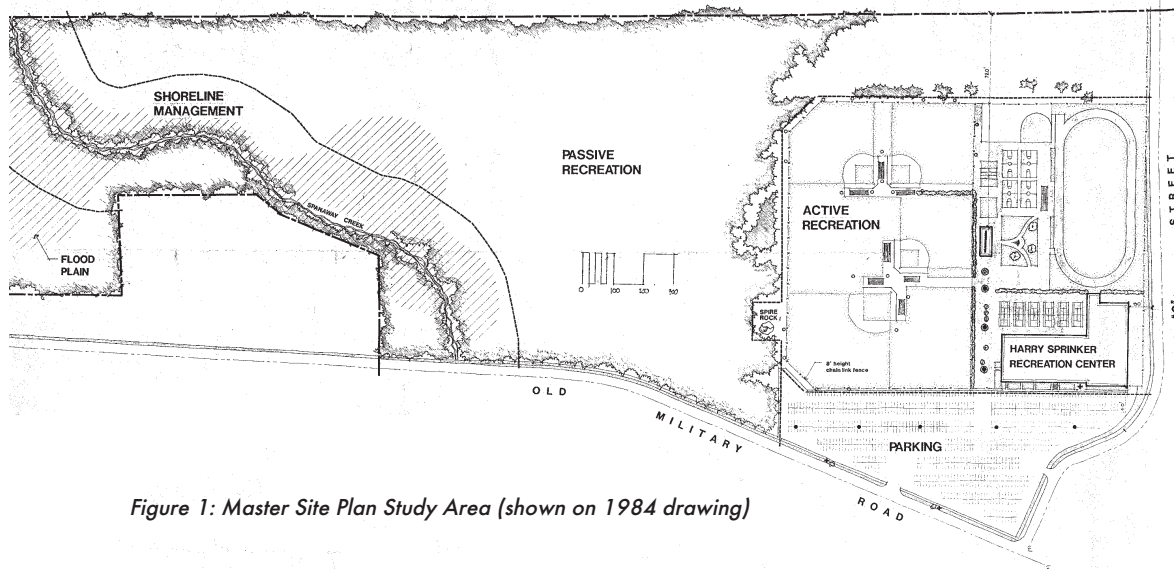 SHORELINE
MANAGEMENT
PASSIVE
RECREATION
ACTIVE
RECREATION
SPANAWAY CREEK
FLOOD
PLAIN
100
SPIRE
ROCK
8' height
chain link fence
HARRY SPRINKER
RECREATION CENTER
STREET
OLD
MILITARY
ROAD
PARKING
Figure 1: Master Site Plan Study Area (shown on 1984 drawing)